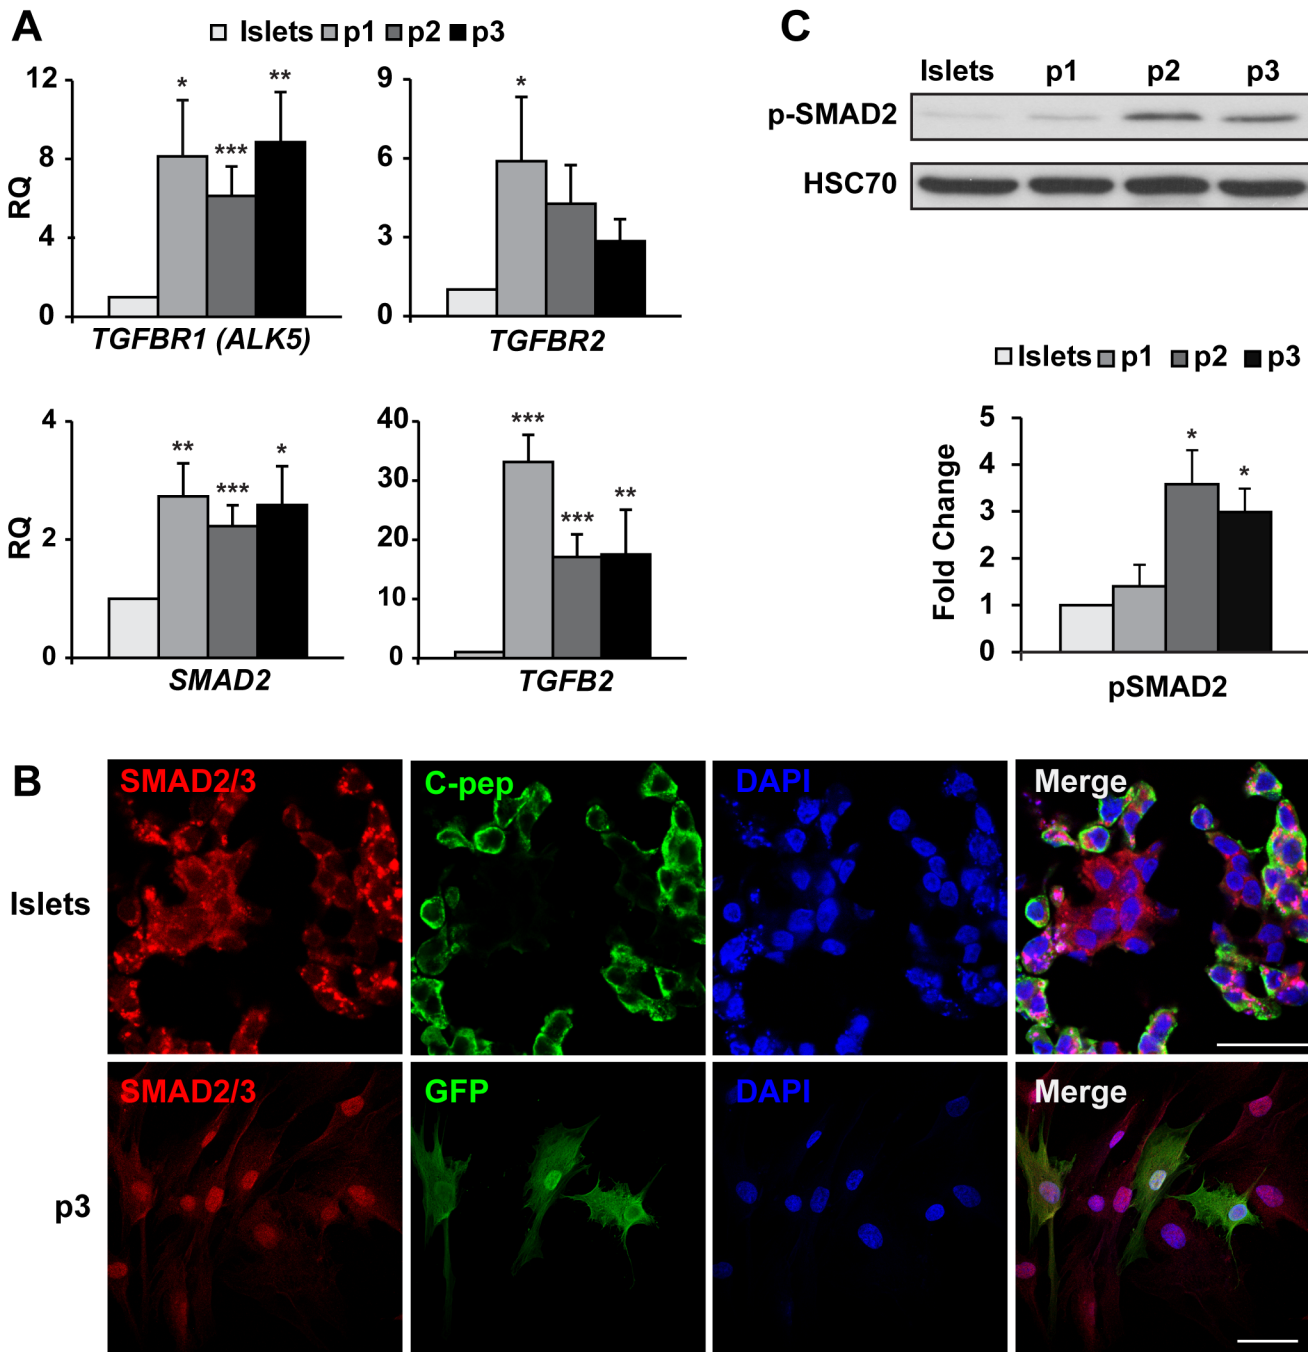 A
Islets p1 p2 p3
12
8
4
0
RQ
*
***
**
TGFBR1 (ALK5)
9
6
3
0
*
TGFBR2
4
2
0
RQ
**
***
*
SMAD2
40
30
20
10
0
***
***
**
TGFB2
C
Islets p1 p2 p3
p-SMAD2
HSC70
Islets p1 p2 p3
5
4
3
2
1
0
Fold Change
*
*
pSMAD2
B
SMAD2/3 C-pep DAPI Merge
Islets
SMAD2/3 GFP DAPI Merge
p3